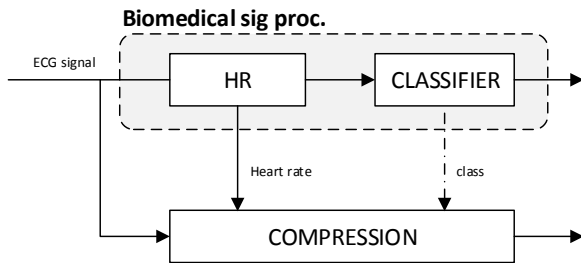 Biomedical sig proc.
ECG signal
HR
CLASSIFIER
Heart rate
class
COMPRESSION